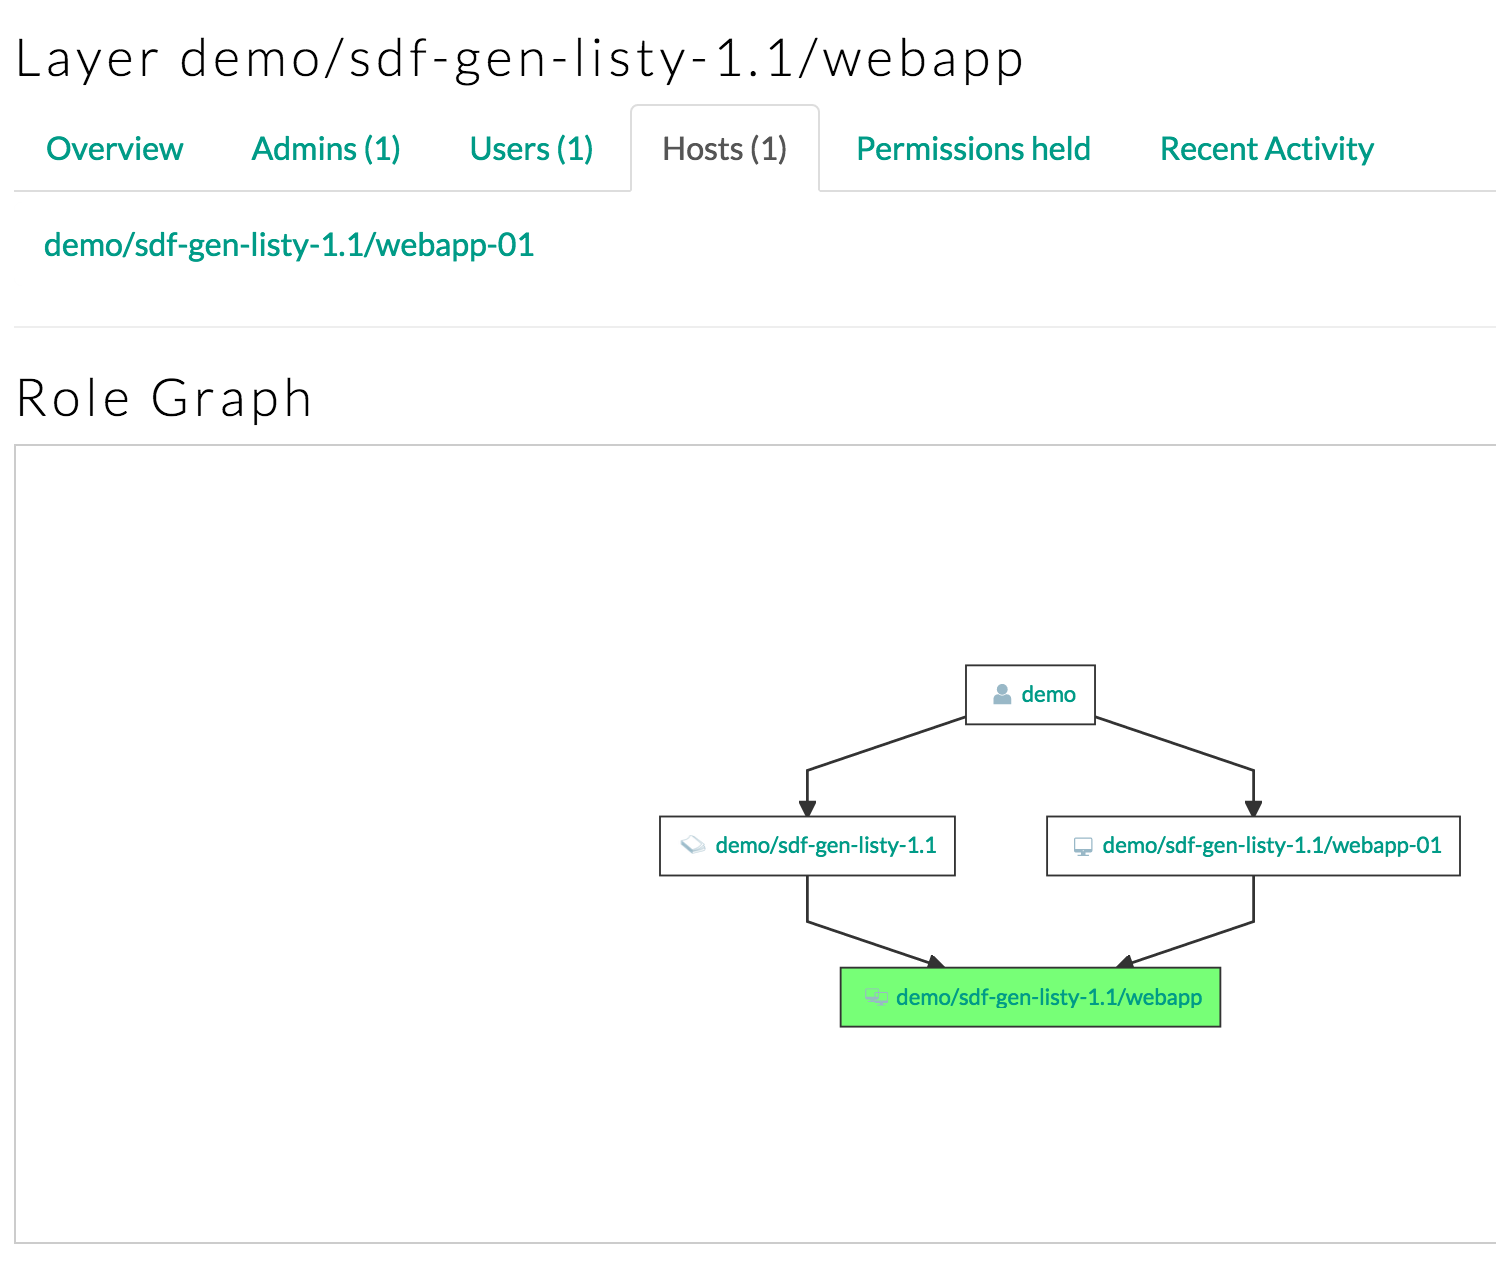 Layer demo/sdf-gen-listy-1.1/webapp
Overview Admins (1) Users (1) Hosts (1) Permissions held Recent Activity
demo/sdf-gen-listy-1.1/webapp-01
Role Graph
demo
demo/sdf-gen-listy-1.1 demo/sdf-gen-listy-1.1/webapp-01
demo/sdf-gen-listy-1.1/webapp